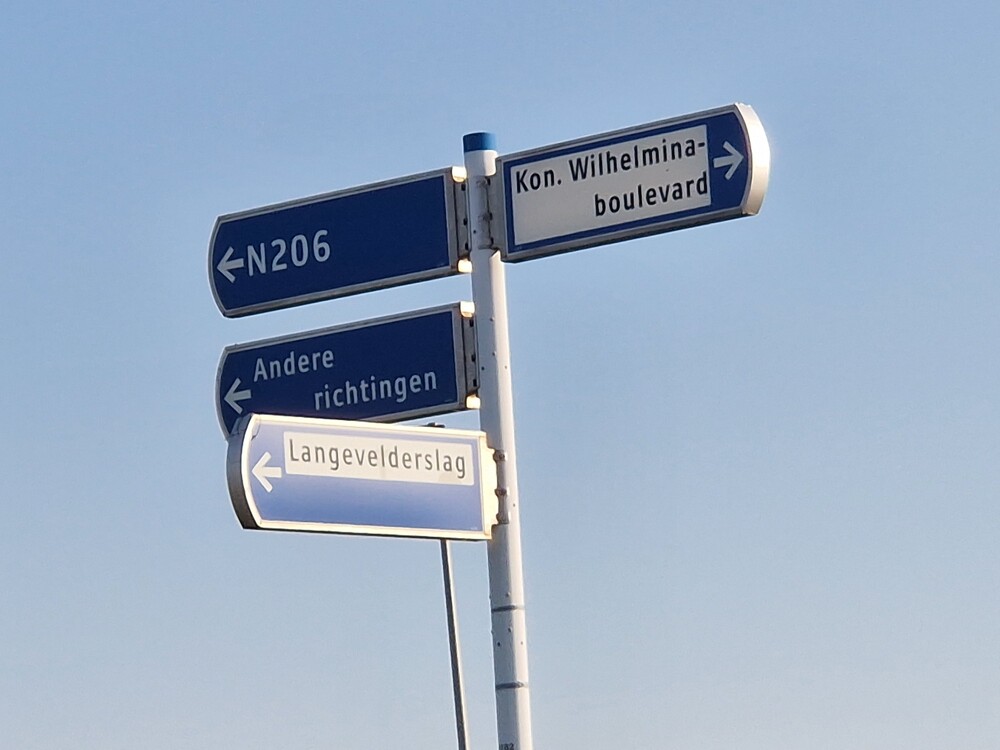 Kon. Wilhelmina-
boulevard
N206
Andere
richtingen
Langevelderslag